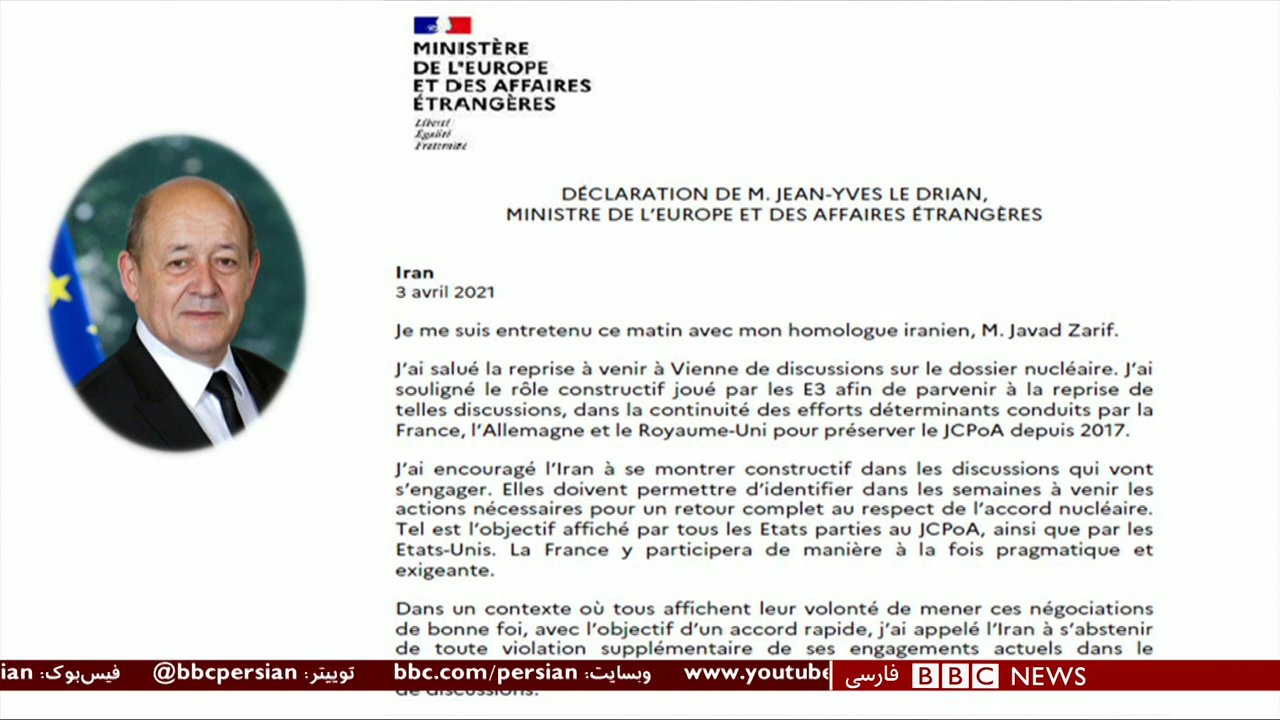 MINISTÈRE
DE L'EUROPE
ET DES AFFAIRES
ÉTRANGÈRES
Liberté
Égalité
Fraternité
DÉCLARATION DE M. JEAN-YVES LE DRIAN,
MINISTRE DE L'EUROPE ET DES AFFAIRES ÉTRANGÈRES
Iran
3 avril 2021
Je me suis entretenu ce matin avec mon homologue iranien, M. Javad Zarif.
J'ai salué la reprise à venir à Vienne de discussions sur le dossier nucléaire. J'ai
souligné le rôle constructif joué par les E3 afin de parvenir à la reprise de
telles discussions, dans la continuité des efforts déterminants conduits par la
France, l'Allemagne et le Royaume-Uni pour préserver le JCPoA depuis 2017.
J'ai encouragé l'Iran à se montrer constructif dans les discussions qui vont
s'engager. Elles doivent permettre d'identifier dans les semaines à venir les
actions nécessaires pour un retour complet au respect de l'accord nucléaire.
Tel est l'objectif affiché par tous les Etats parties au JCPoA, ainsi que par les
Etats-Unis. La France y participera de manière à la fois pragmatique et
exigeante.
Dans un contexte où tous affichent leur volonté de mener ces négociations
de bonne foi, avec l'objectif d'un accord rapide, j'ai appelé l'Iran à s'abstenir
de toute violation supplémentaire de ses engagements actuels dans le
de discussions.
www.youtube وبسایت: bbc.com/persian توییتر: @bbcpersian فیس‌بوک: ian
فارسی BBC NEWS